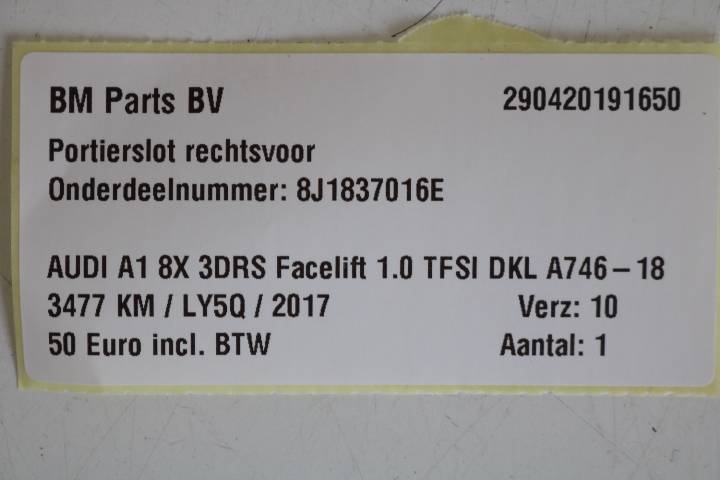 BM Parts BV 290420191650
Portierslot rechtsvoor
Onderdeelnummer: 8J1837016E
AUDI A1 8X 3DRS Facelift 1.0 TFSI DKL A746-18
3477 KM / LY5Q / 2017 Verz: 10
50 Euro incl. BTW Aantal: 1